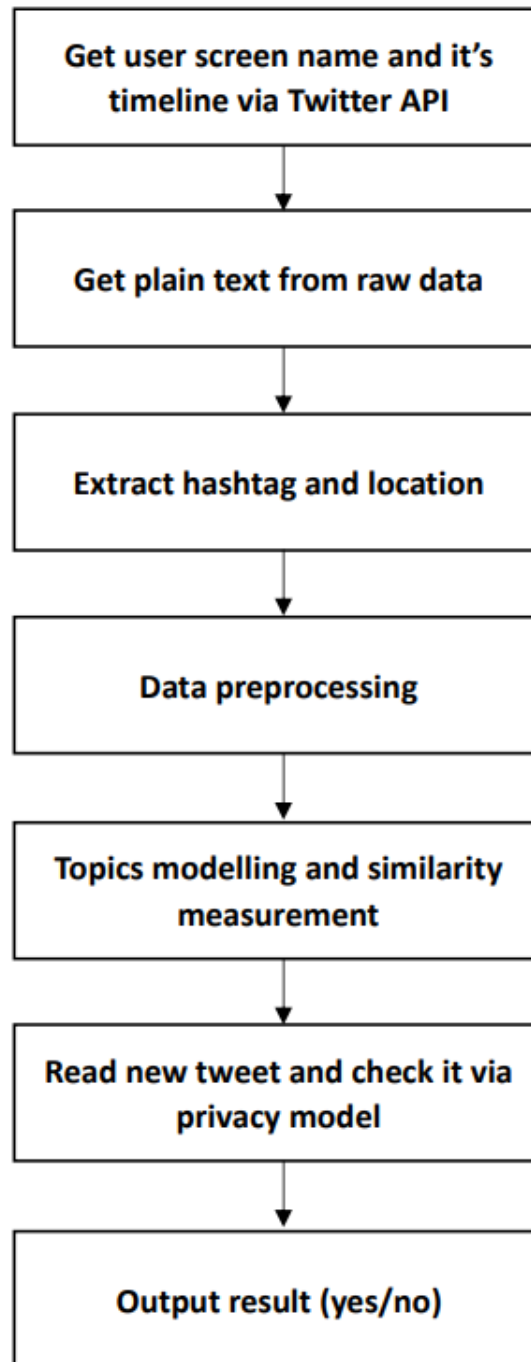 Get user screen name and it's
timeline via Twitter API
Get plain text from raw data
Extract hashtag and location
Data preprocessing
Topics modelling and similarity
measurement
Read new tweet and check it via
privacy model
Output result (yes/no)